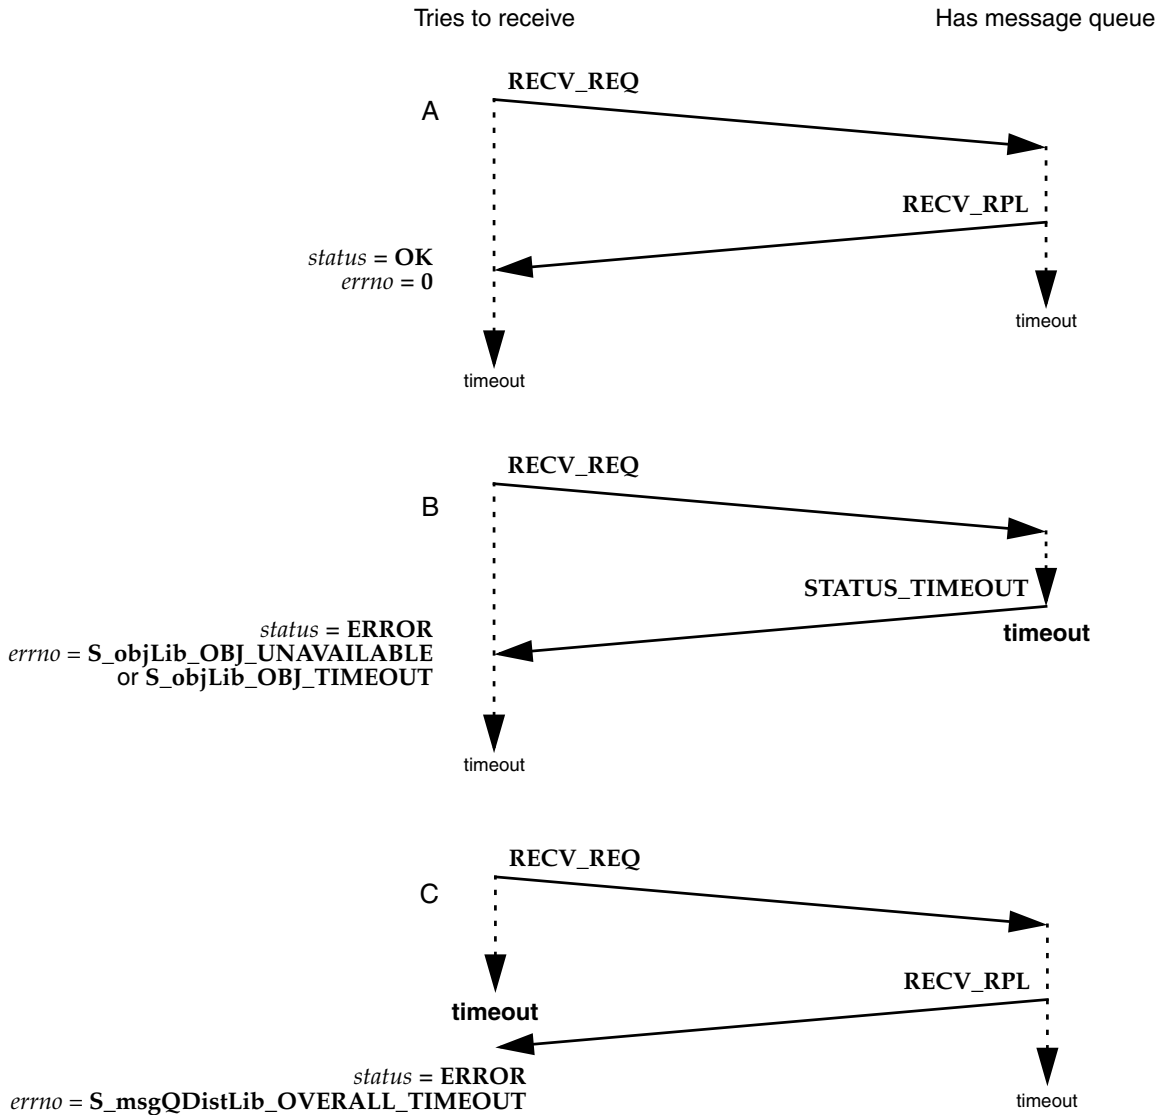 Tries to receive
Has message queue
RECV_REQ
A
RECV_RPL
status = OK
errno = 0
timeout
timeout
RECV_REQ
B
STATUS_TIMEOUT
timeout
status = ERROR
errno = S_objLib_OBJ_UNAVAILABLE
or S_objLib_OBJ_TIMEOUT
timeout
RECV_REQ
C
RECV_RPL
timeout
status = ERROR
errno = S_msgQDistLib_OVERALL_TIMEOUT
timeout